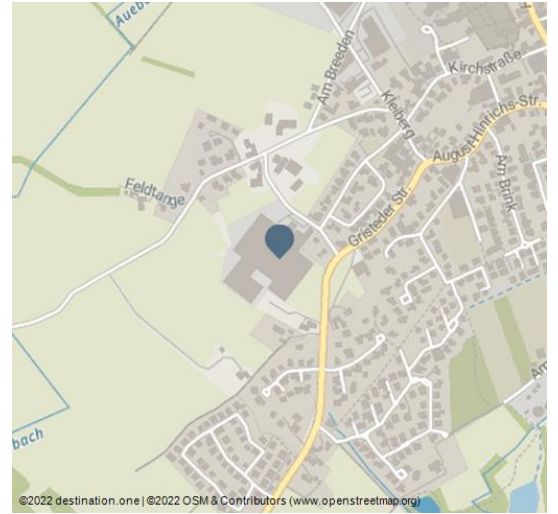 Auebach
Am Breeden
Kirchstraße
Kleiberg
August-Hinrichs-Str.
Feldtange
Am Brink
Gristeder Str.
bach
©2022 destination.one | ©2022 OSM & Contributors (www.openstreetmap.org)